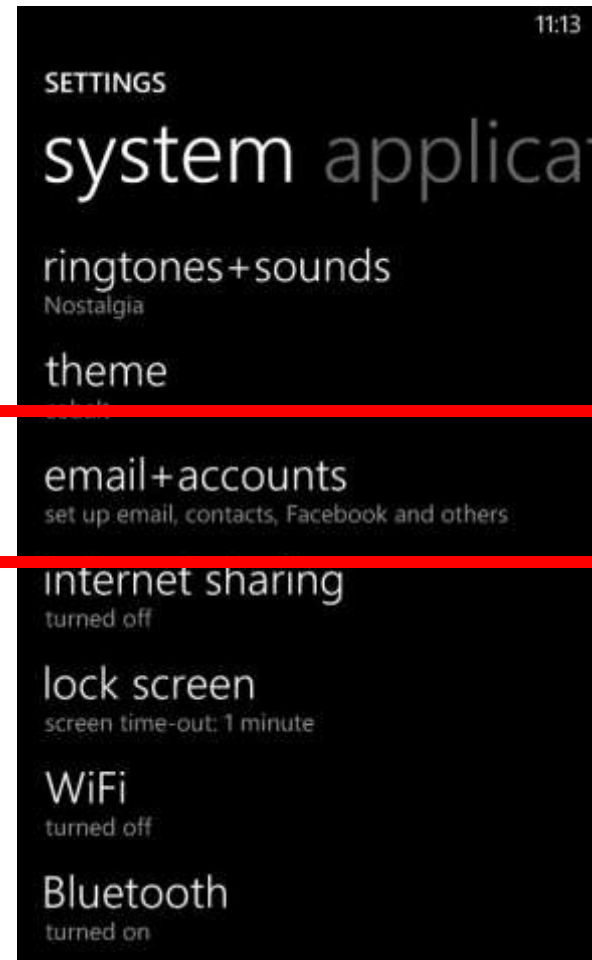 11:13
SETTINGS
system applicat
ringtones+sounds
Nostalgia
theme
email+accounts
set up email, contacts, Facebook and others
internet sharing
turned off
lock screen
screen time-out: 1 minute
WiFi
turned off
Bluetooth
turned on